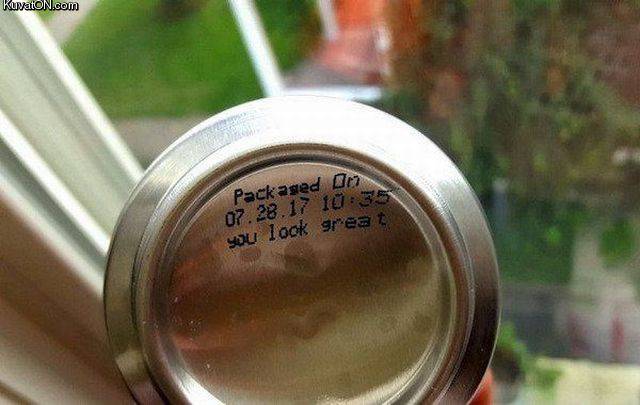 KuvatON.com
Packaged On
07.28.17 10:35
you look great